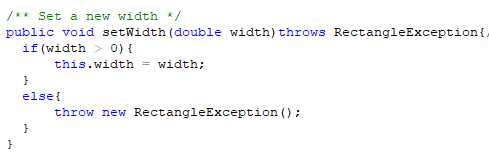 /** Set a new width */
public void setWidth(double width)throws RectangleException{/
if(width > 0){
this.width = width;
}
else{
throw new RectangleException();
}
}